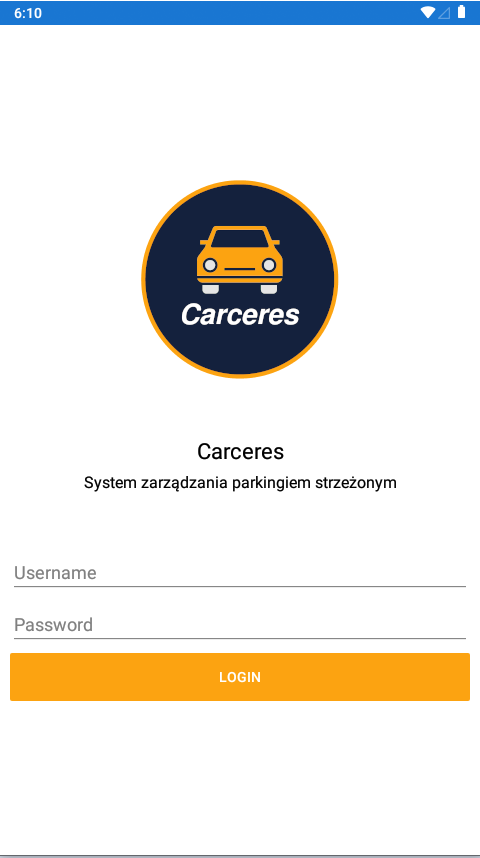 6:10
Carceres
Carceres
System zarządzania parkingiem strzeżonym
Username
Password
LOGIN